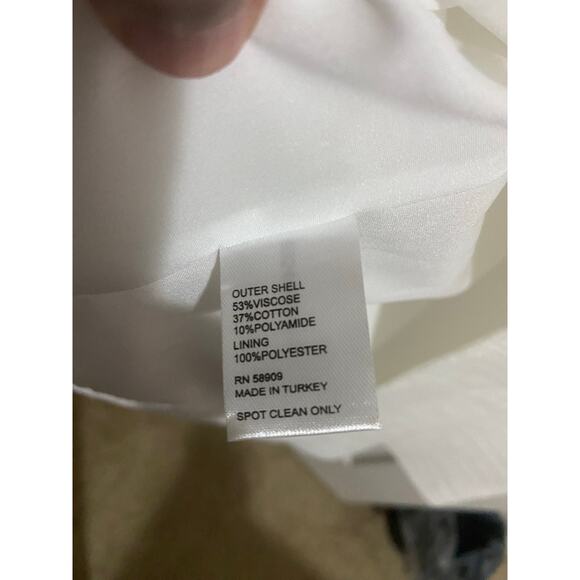 OUTER SHELL
53%VISCOSE
37%COTTON
10%POLYAMIDE
LINING
100%POLYESTER
RN 58909
MADE IN TURKEY
SPOT CLEAN ONLY